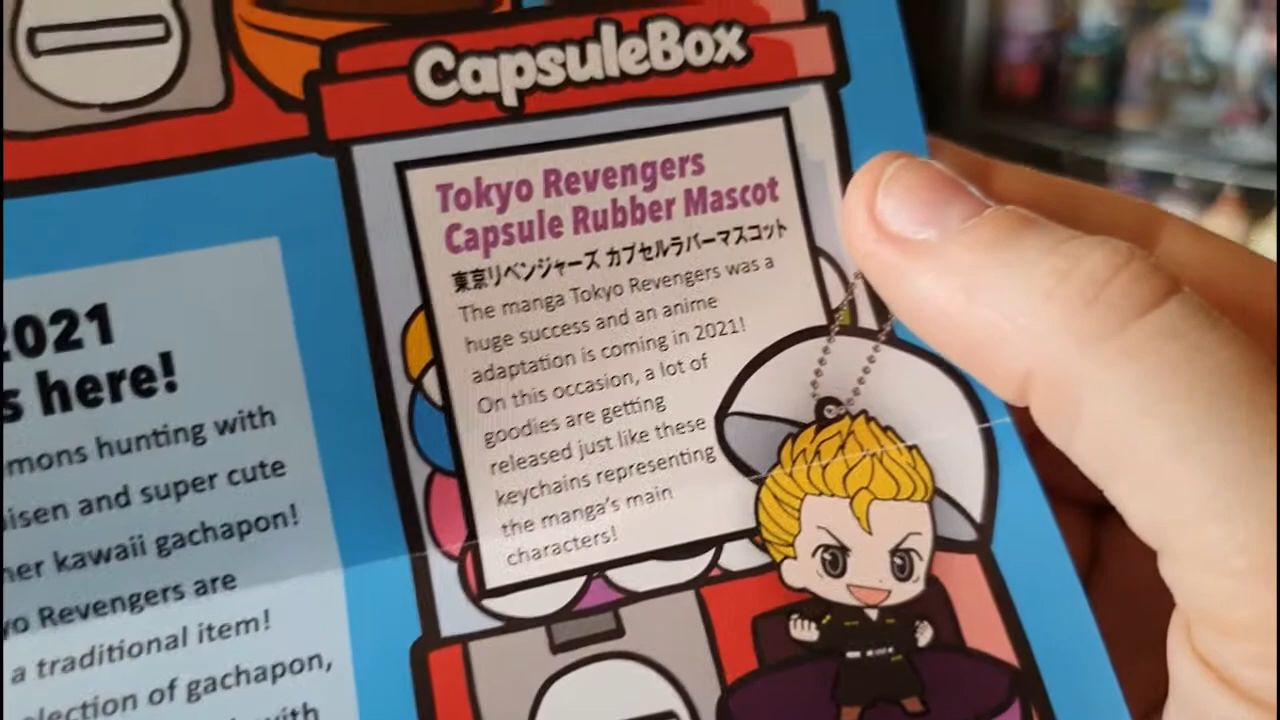 CapsuleBox
Tokyo Revengers
Capsule Rubber Mascot
東京リベンジャーズ カプセルラバーマスコット
The manga Tokyo Revengers was a
huge success and an anime
adaptation is coming in 2021!
On this occasion, a lot of
goodies are getting
released just like these
keychains representing
the manga's main
characters!
2021
s here!
mons hunting with
isen and super cute
her kawaii gachapon!
yo Revengers are
a traditional item!
lection of gachapon,
with